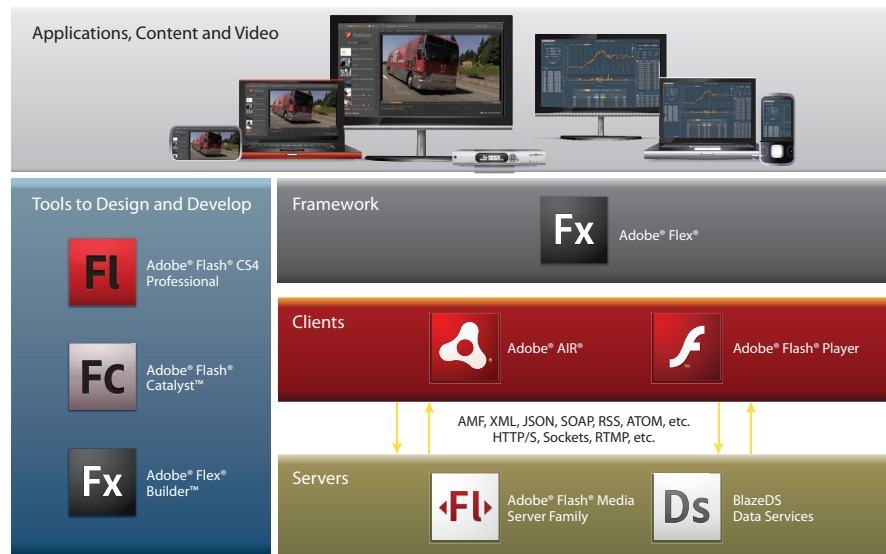 Applications, Content and Video
Tools to Design and Develop
Fl
Adobe® Flash® CS4
Professional
Fc
Adobe® Flash®
Catalyst™
Fx
Adobe® Flex®
Builder™
Framework
Fx
Adobe® Flex®
Clients
Adobe® AIR®
Adobe® Flash® Player
AMF, XML, JSON, SOAP, RSS, ATOM, etc.
HTTP/S, Sockets, RTMP, etc.
Servers
Fl
Adobe® Flash® Media
Server Family
Ds
BlazeDS
Data Services